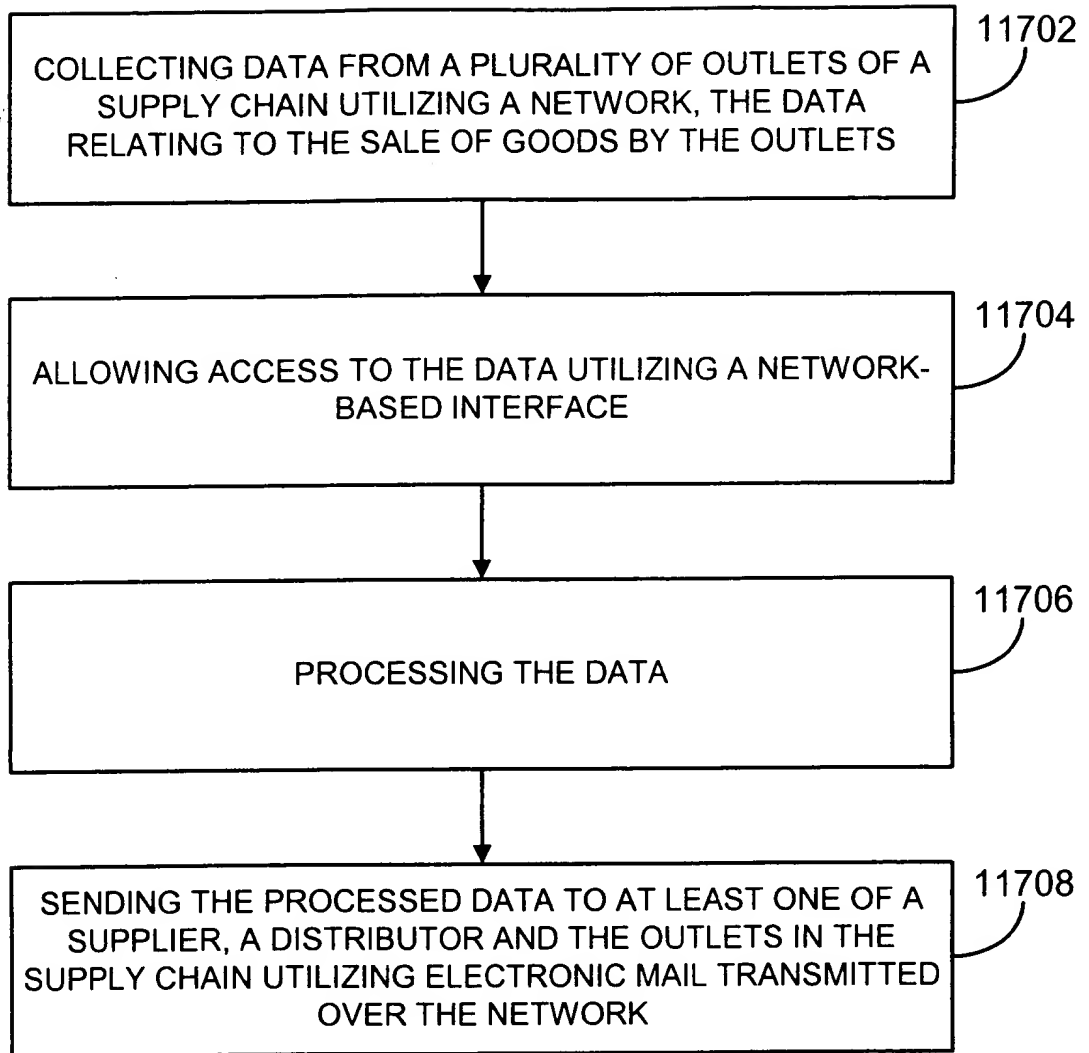 11702
COLLECTING DATA FROM A PLURALITY OF OUTLETS OF A
SUPPLY CHAIN UTILIZING A NETWORK, THE DATA
RELATING TO THE SALE OF GOODS BY THE OUTLETS
11704
ALLOWING ACCESS TO THE DATA UTILIZING A NETWORK-
BASED INTERFACE
11706
PROCESSING THE DATA
11708
SENDING THE PROCESSED DATA TO AT LEAST ONE OF A
SUPPLIER, A DISTRIBUTOR AND THE OUTLETS IN THE
SUPPLY CHAIN UTILIZING ELECTRONIC MAIL TRANSMITTED
OVER THE NETWORK